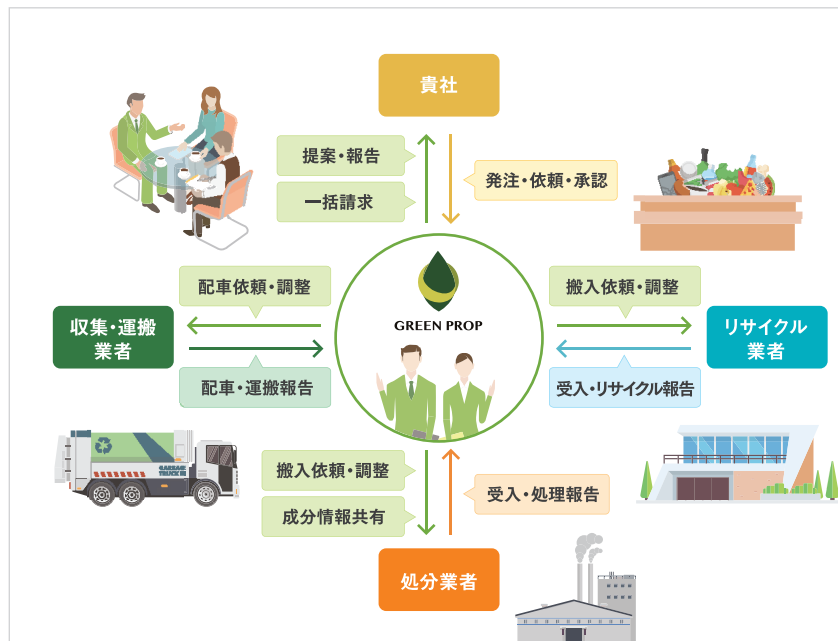 貴社
提案・報告
一括請求
発注・依頼・承認
配車依頼・調整
搬入依頼・調整
GREEN PROP
収集・運搬
業者
リサイクル
業者
配車・運搬報告
受入・リサイクル報告
搬入依頼・調整
成分情報共有
受入・処理報告
処分業者